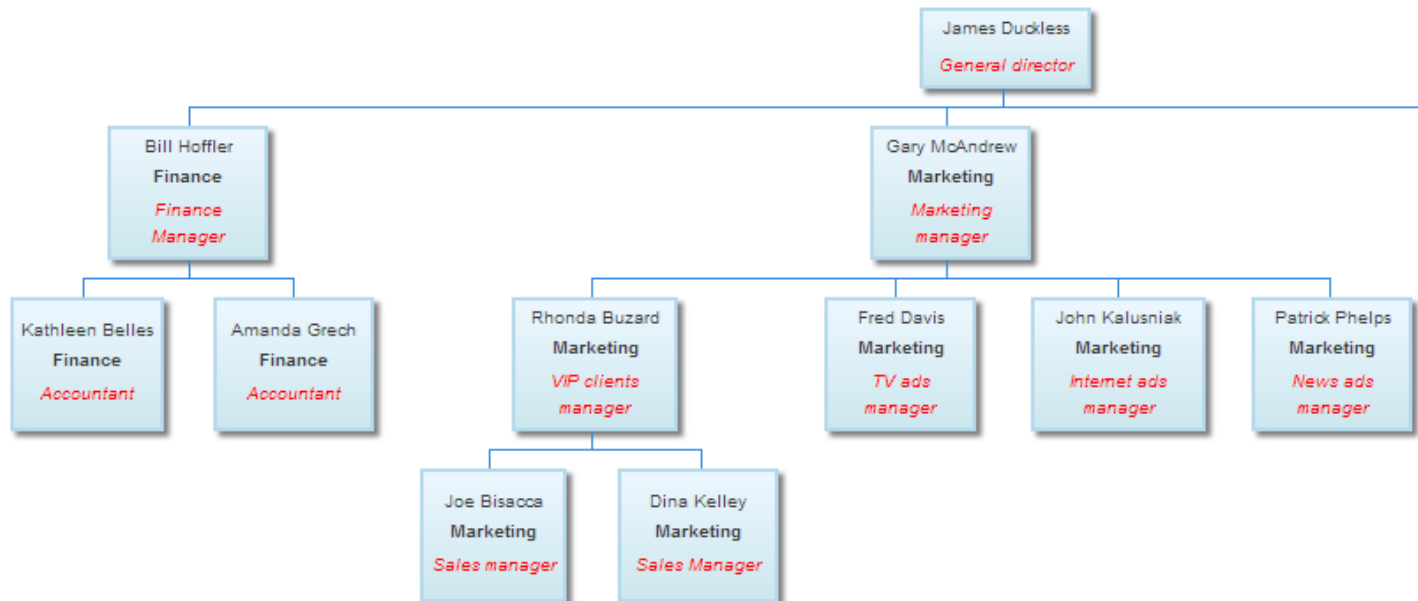 James Duckless
General director
Bill Hoffler
Finance
Finance
Manager
Gary McAndrew
Marketing
Marketing
manager
Kathleen Belles
Finance
Accountant
Amanda Grech
Finance
Accountant
Rhonda Buzard
Marketing
VIP clients
manager
Fred Davis
Marketing
TV ads
manager
John Kalusniak
Marketing
Internet ads
manager
Patrick Phelps
Marketing
News ads
manager
Joe Bisacca
Marketing
Sales manager
Dina Kelley
Marketing
Sales Manager